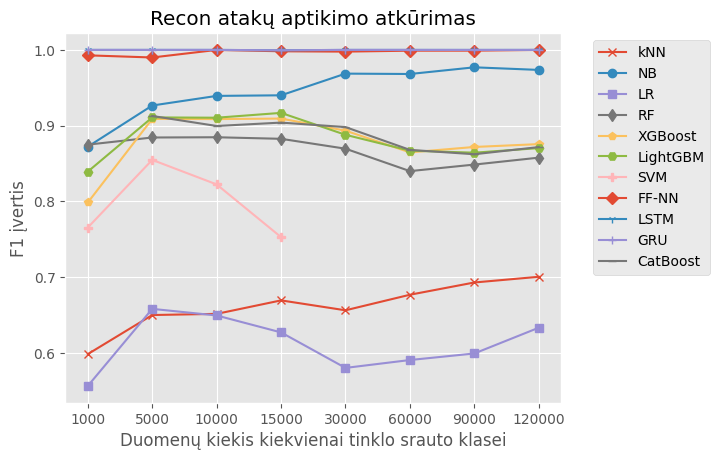 Recon atakų aptikimo atkūrimas
1.0
0.9
0.8
0.7
0.6
F1 įvertis
1000 5000 10000 15000 30000 60000 90000 120000
Duomenų kiekis kiekvienai tinklo srauto klasei
kNN
NB
LR
RF
XGBoost
LightGBM
SVM
FF-NN
LSTM
GRU
CatBoost